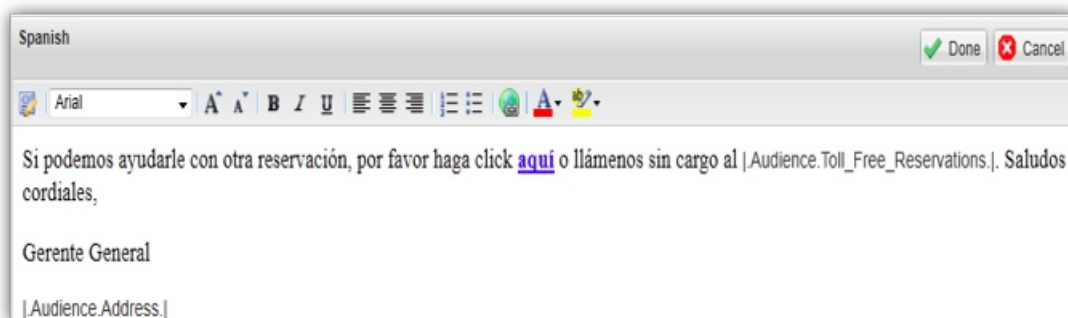 Spanish
Done Cancel
Arial A A B I U A
Si podemos ayudarle con otra reservación, por favor haga click aquí o llámenos sin cargo al |.Audience.Toll_Free_Reservations.|. Saludos
cordiales,
Gerente General
|.Audience.Address.|